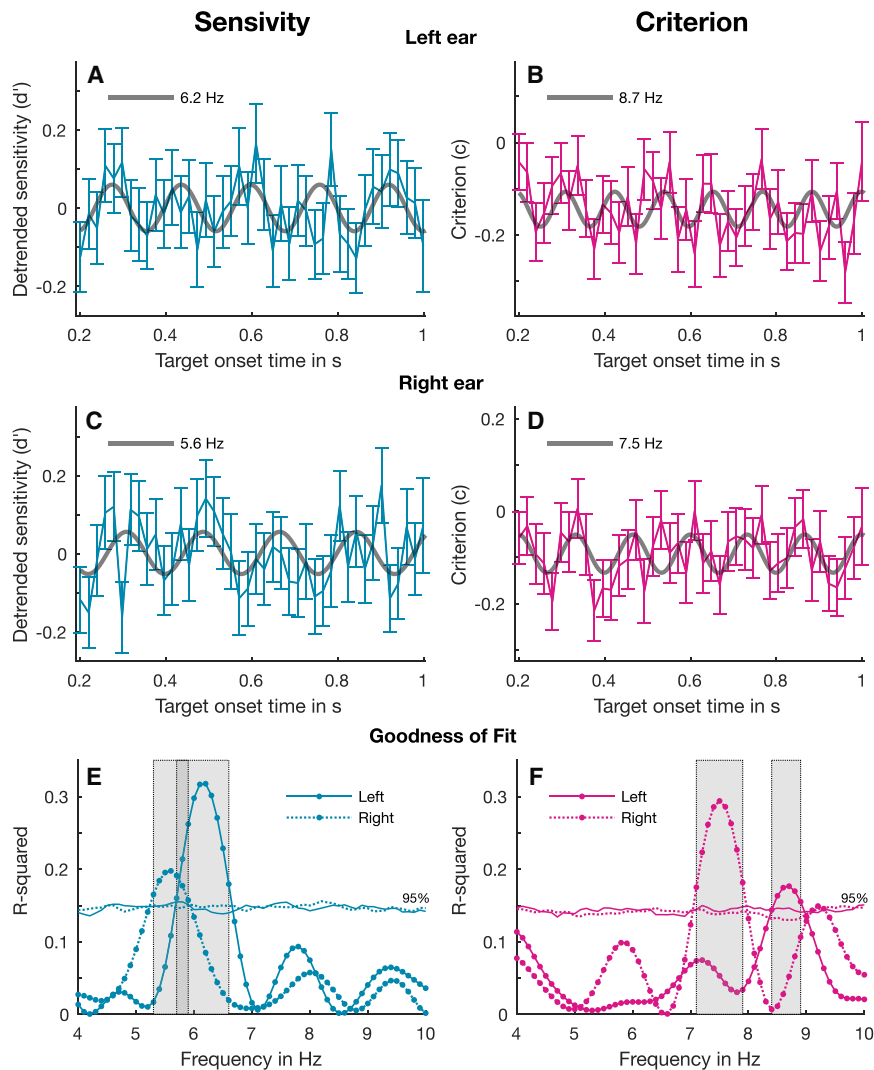 Sensivity
Criterion
Left ear
A
6.2 Hz
Detrended sensitivity (d')
0.2
0
-0.2
0.2 0.4 0.6 0.8 1
Target onset time in s
B
8.7 Hz
Criterion (c)
0
-0.2
0.2 0.4 0.6 0.8 1
Target onset time in s
Right ear
C
5.6 Hz
Detrended sensitivity (d')
0.2
0
-0.2
0.2 0.4 0.6 0.8 1
Target onset time in s
D
7.5 Hz
Criterion (c)
0.2
0
-0.2
0.2 0.4 0.6 0.8 1
Target onset time in s
Goodness of Fit
E
Left
Right
95%
R-squared
0.3
0.2
0.1
0
4 5 6 7 8 9 10
Frequency in Hz
F
Left
Right
95%
R-squared
0.3
0.2
0.1
0
4 5 6 7 8 9 10
Frequency in Hz